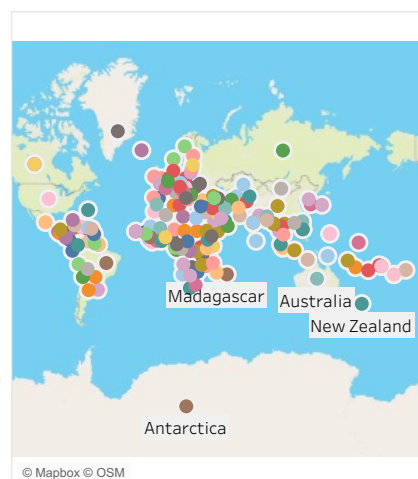 Madagascar
Australia
New Zealand
Antarctica
© Mapbox © OSM